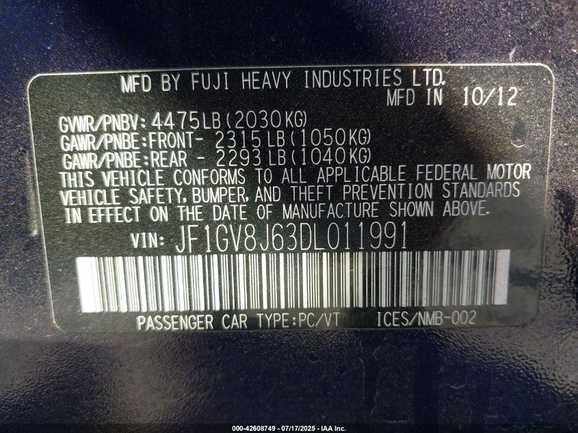 MFD BY FUJI HEAVY INDUSTRIES LTD.
MFD IN 10/12
GVWR/PNBV: 4475LB(2030KG)
GAWR/PNBE:FRONT- 2315LB(1050KG)
GAWR/PNBE:REAR - 2293LB(1040KG)
THIS VEHICLE CONFORMS TO ALL APPLICABLE FEDERAL MOTOR
VEHICLE SAFETY, BUMPER, AND THEFT PREVENTION STANDARDS
IN EFFECT ON THE DATE OF MANUFACTURE SHOWN ABOVE.
VIN: JF1GV8J63DL011991
PASSENGER CAR TYPE:PC/VT ICES/NMB-002
000-42608749 07/17/2025 IAA Inc.